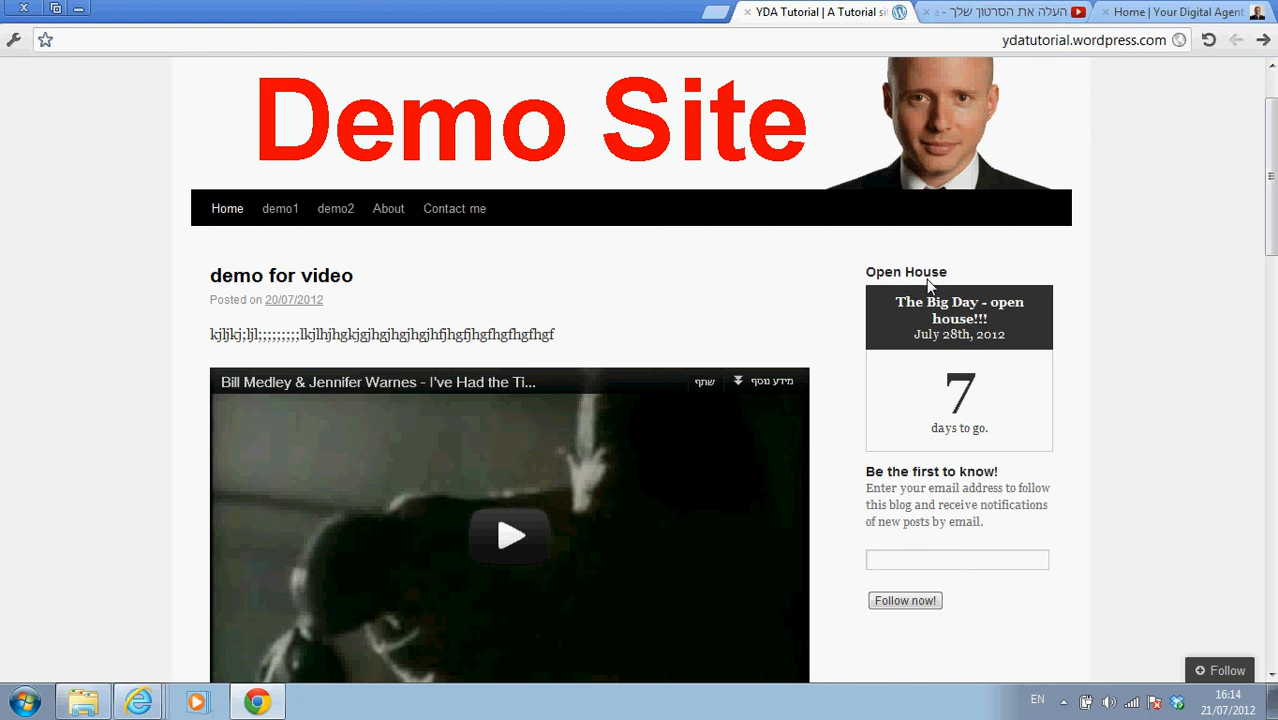 YDA Tutorial | A Tutorial si
העלה את הסרטון שלך - e
Home | Your Digital Agent
ydatutorial.wordpress.com
Demo Site
Home demo1 demo2 About Contact me
demo for video
Posted on 20/07/2012
kjljkj;ljl;;;;;;;;;lkjlhjhgkjgjhgjhgjhgjhfjhgfjhgfhgfhgfhgf
Bill Medley & Jennifer Warnes - I've Had the Ti...
שתף
מידע נוסף
Open House
The Big Day - open
house!!!
July 28th, 2012
7
days to go.
Be the first to know!
Enter your email address to follow
this blog and receive notifications
of new posts by email.
Follow now!
Follow
EN
16:14
21/07/2012